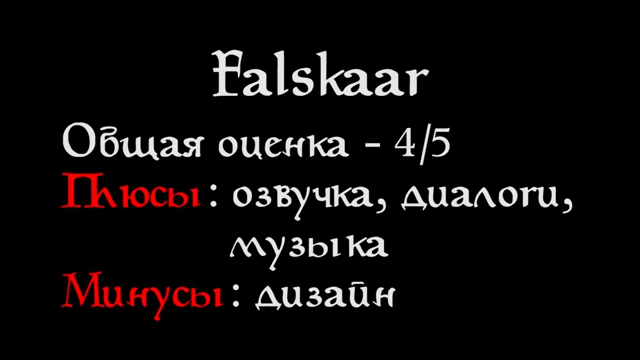 Falskaar
Общая оценка - 4/5
Плюсы: озвучка, диалоги,
музыка
Минусы: дизайн